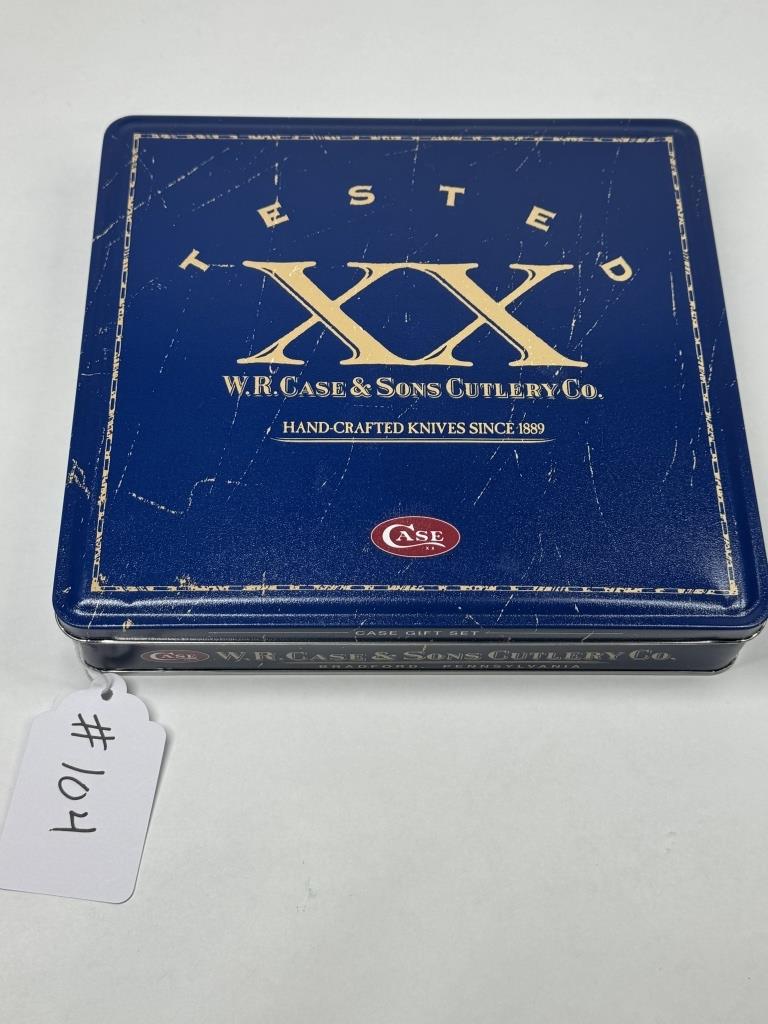 TESTED
XX
W.R. CASE & SONS CUTLERY CO.
HAND-CRAFTED KNIVES SINCE 1889
CASE
XX
CASE GIFT SET
CASE W.R. CASE & SONS CUTLERY CO.
BRADFORD, PENNSYLVANIA
#104